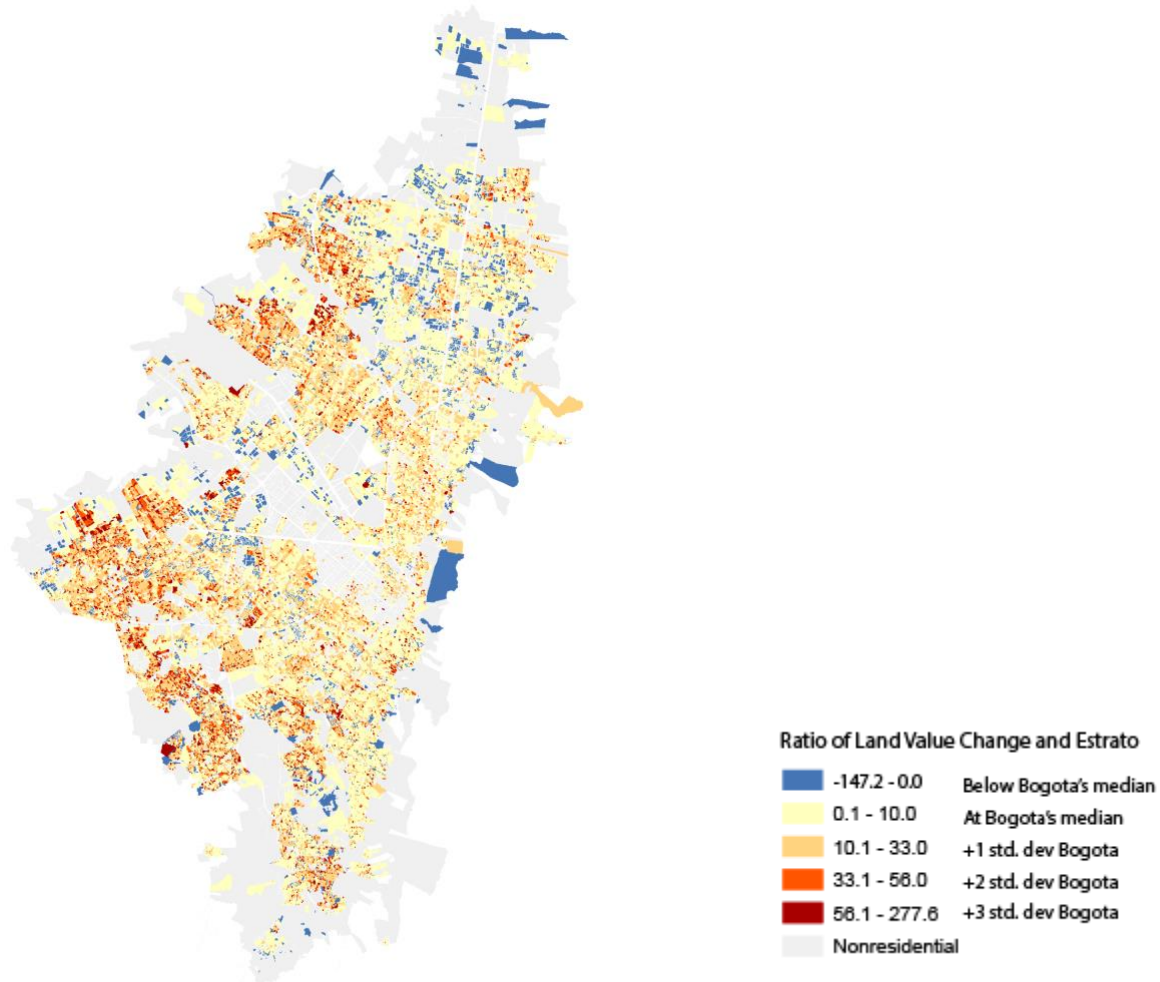 Ratio of Land Value Change and Estrato
-147.2 - 0.0 Below Bogota's median
0.1 - 10.0 At Bogota's median
10.1 - 33.0 +1 std. dev Bogota
33.1 - 56.0 +2 std. dev Bogota
56.1 - 277.6 +3 std. dev Bogota
Nonresidential